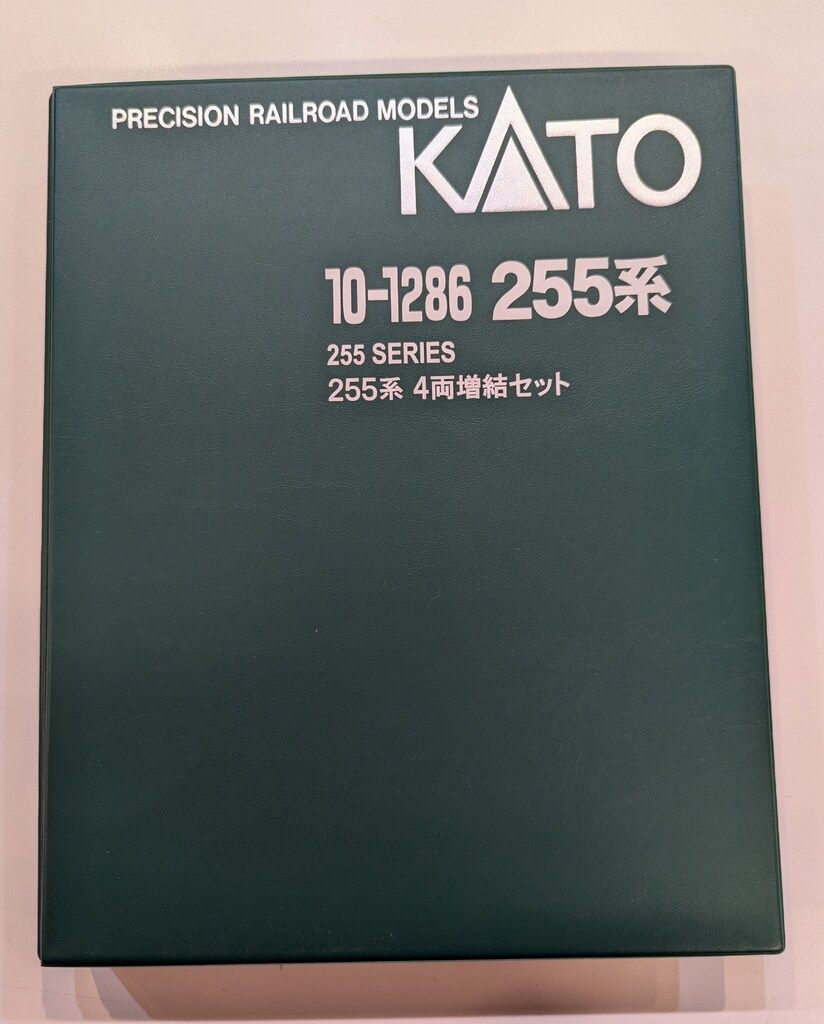 PRECISION RAILROAD MODELS
KATO
10-1286 255系
255 SERIES
255系 4両増結セット